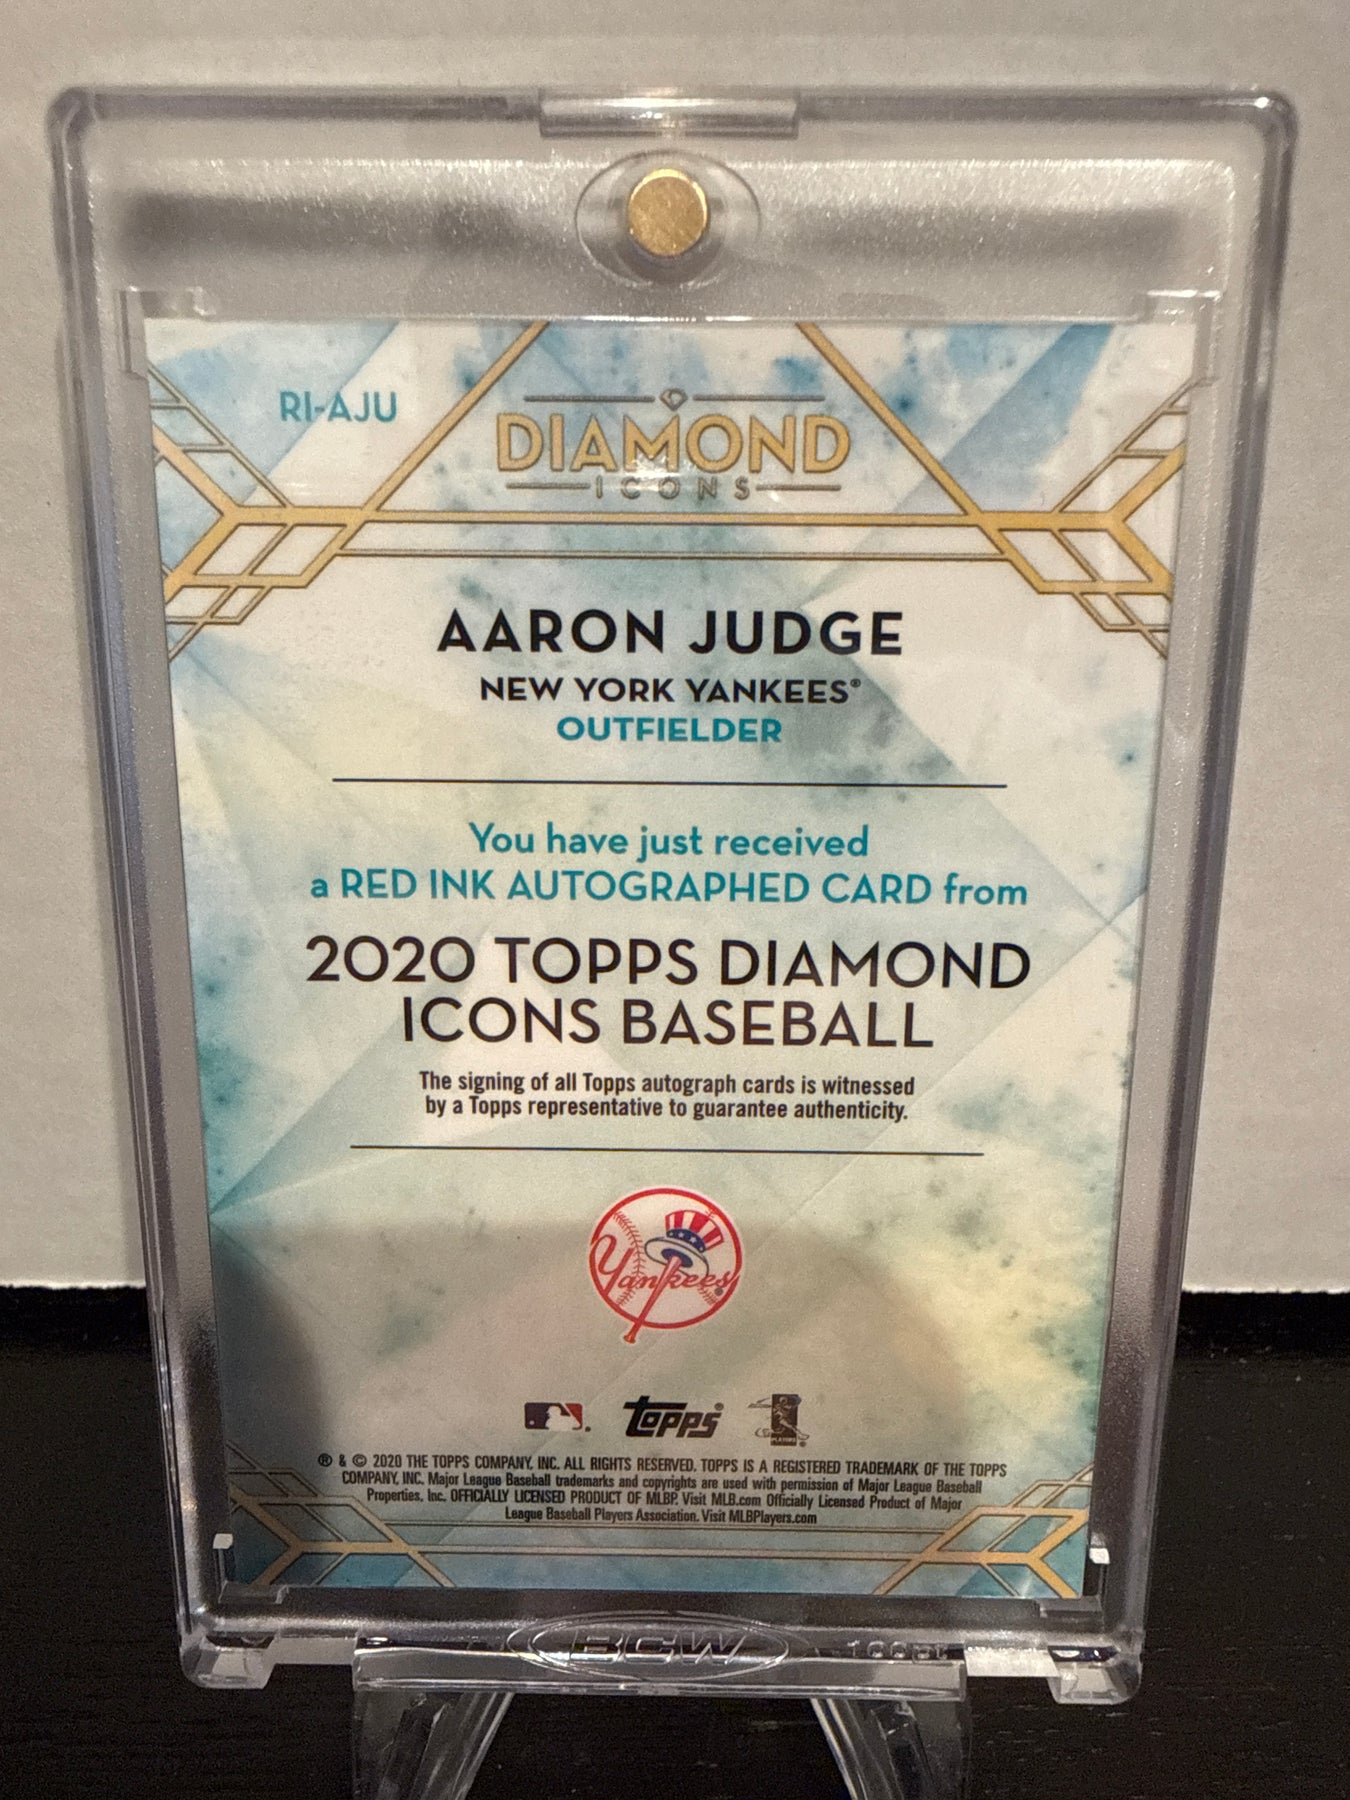 RI-AJU
DIAMOND
ICONS
AARON JUDGE
NEW YORK YANKEES®
OUTFIELDER
You have just received
a RED INK AUTOGRAPHED CARD from
2020 TOPPS DIAMOND
ICONS BASEBALL
The signing of all Topps autograph cards is witnessed
by a Topps representative to guarantee authenticity.
Yankees
topps®
® & © 2020 THE TOPPS COMPANY, INC. ALL RIGHTS RESERVED. TOPPS IS A REGISTERED TRADEMARK OF THE TOPPS
COMPANY, INC. Major League Baseball trademarks and copyrights are used with permission of Major League Baseball
Properties, Inc. OFFICIALLY LICENSED PRODUCT OF MLBP. Visit MLB.com Officially Licensed Product of Major
League Baseball Players Association. Visit MLBPlayers.com
BCW